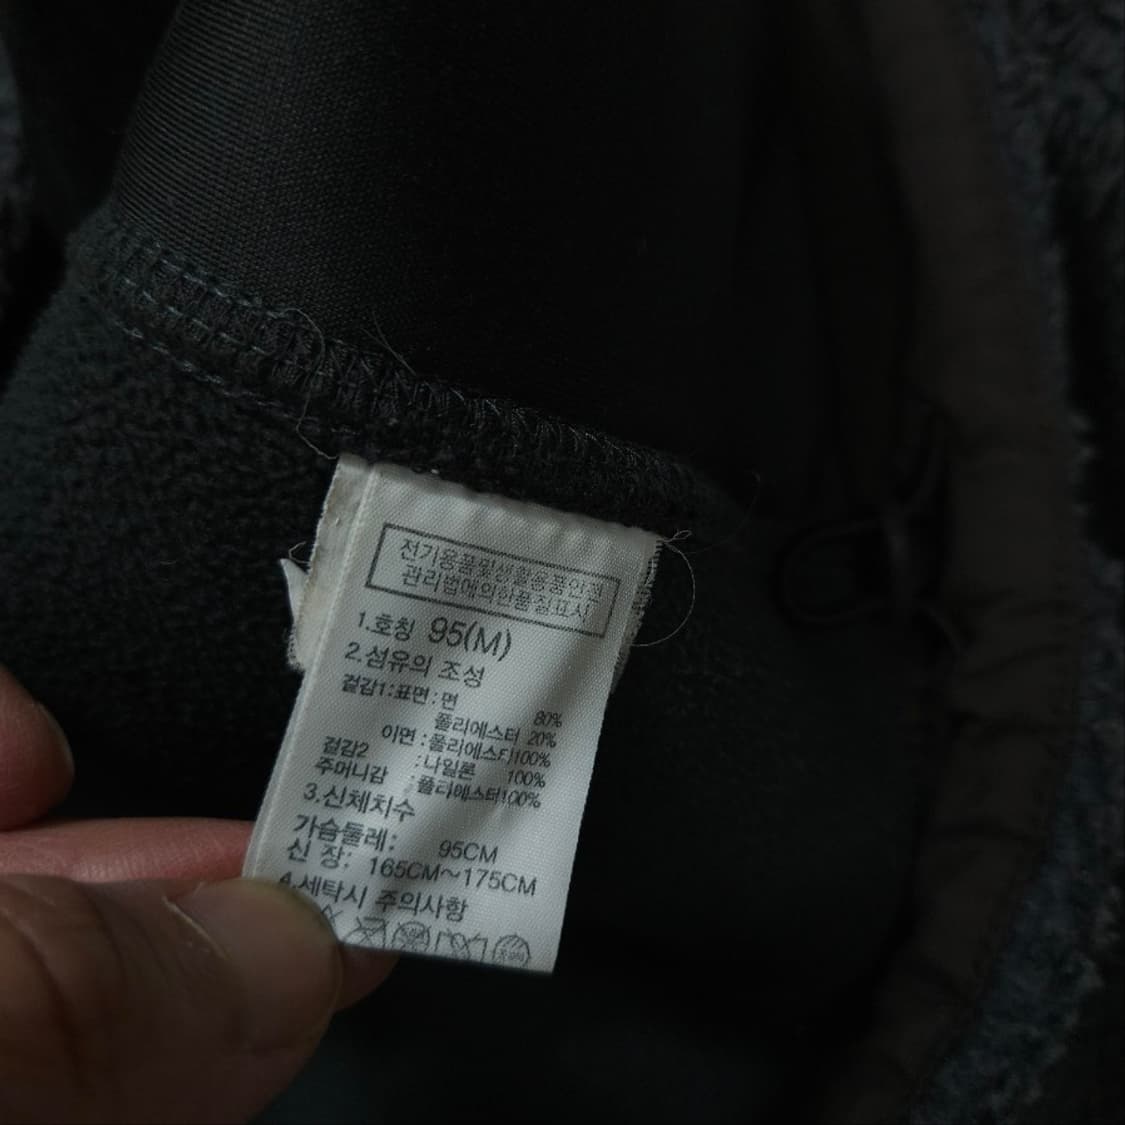 전기용품및생활용품안전
관리법에의한품질표시
1.호칭 95(M)
2.섬유의 조성
겉감1:표면:면 80%
폴리에스터 20%
이면:폴리에스터100%
겉감2 :나일론 100%
주머니감 :폴리에스터100%
3.신체치수
가슴둘레: 95CM
신 장: 165CM~175CM
4.세탁시 주의사항